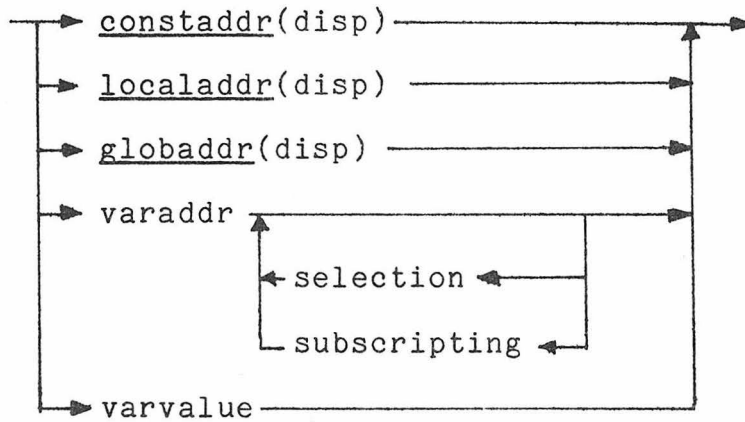 constaddr(disp)
localaddr(disp)
globaddr(disp)
varaddr
selection
subscripting
varvalue